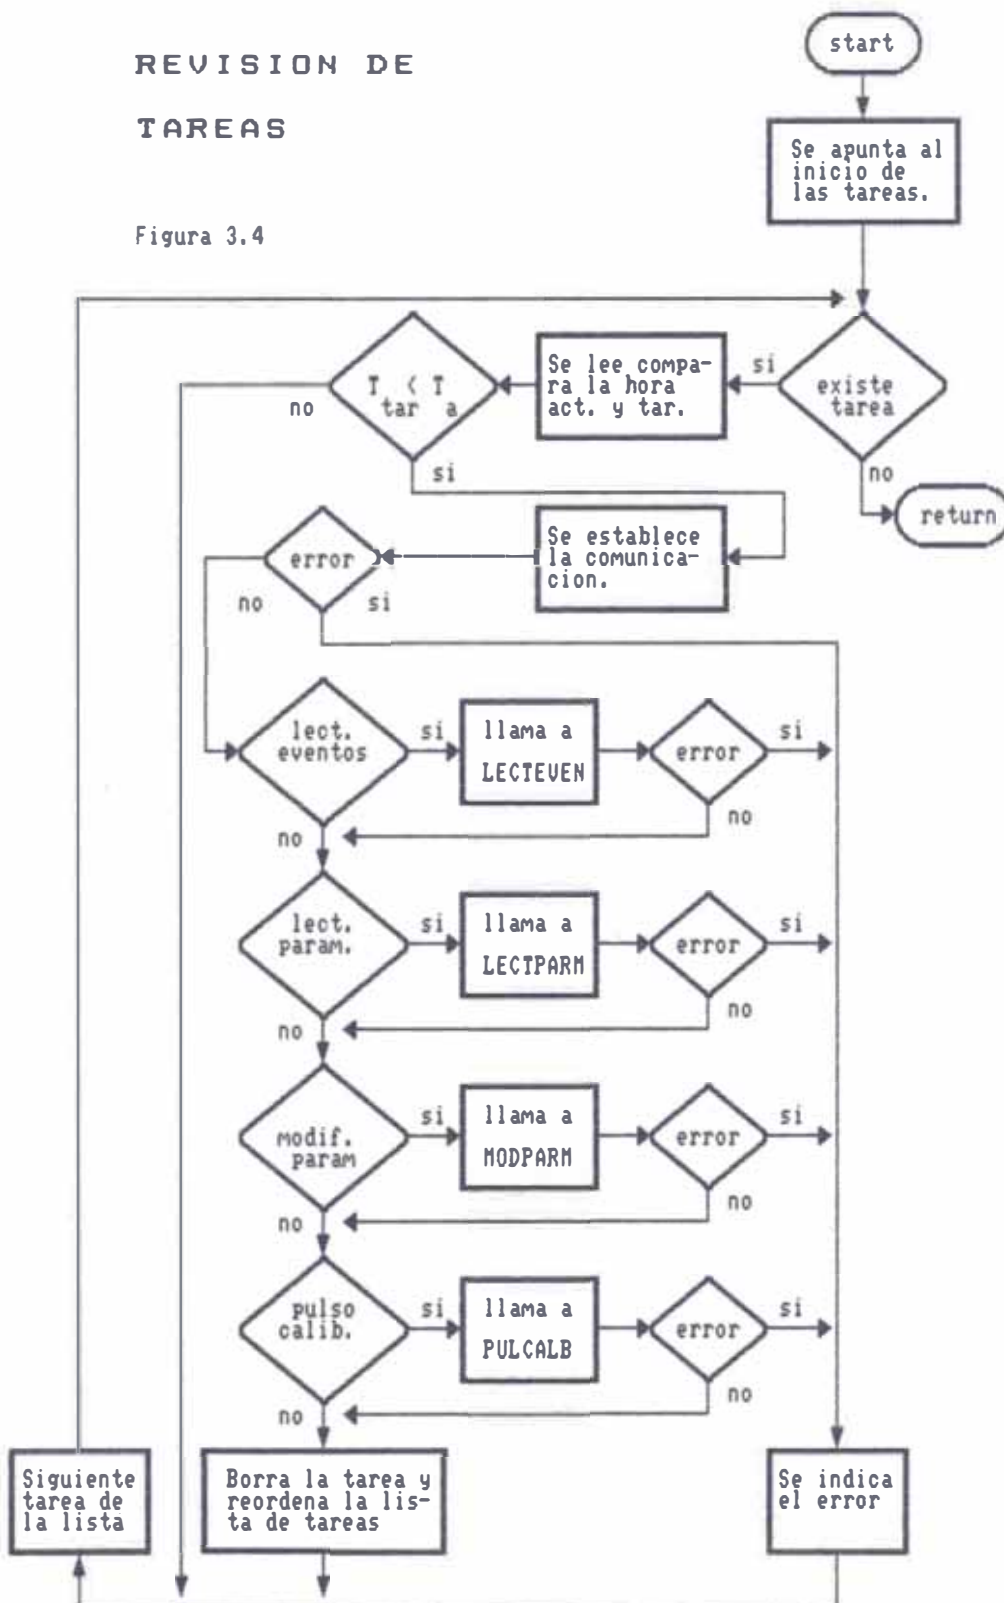 REVISION DE
TAREAS
Figura 3.4
start
Se apunta al
inicio de
las tareas.
existe
tarea
si
no
return
Se lee compa-
ra la hora
act. y tar.
T < T
tar a
no
si
Se establece
la comunica-
cion.
error
no
si
lect.
eventos
si
llama a
LECTEVEN
error
si
no
no
lect.
param.
si
llama a
LECTPARM
error
si
no
no
modif.
param
si
llama a
MODPARM
error
si
no
no
pulso
calib.
si
llama a
PULCALB
error
si
no
no
Siguiente
tarea de
la lista
Borra la tarea y
reordena la lis-
ta de tareas
Se indica
el error